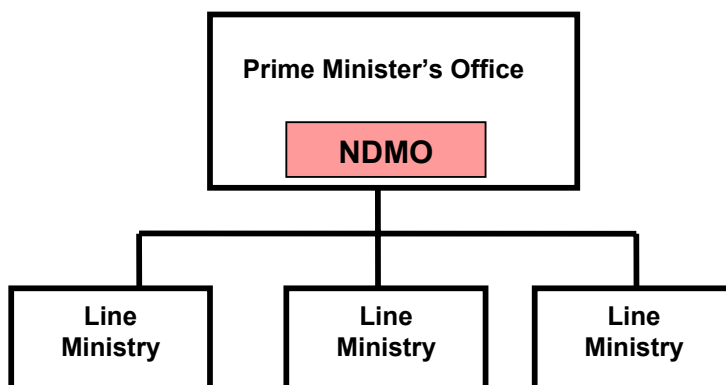 Prime Minister’s Office
NDMO
Line
Ministry
Line
Ministry
Line
Ministry